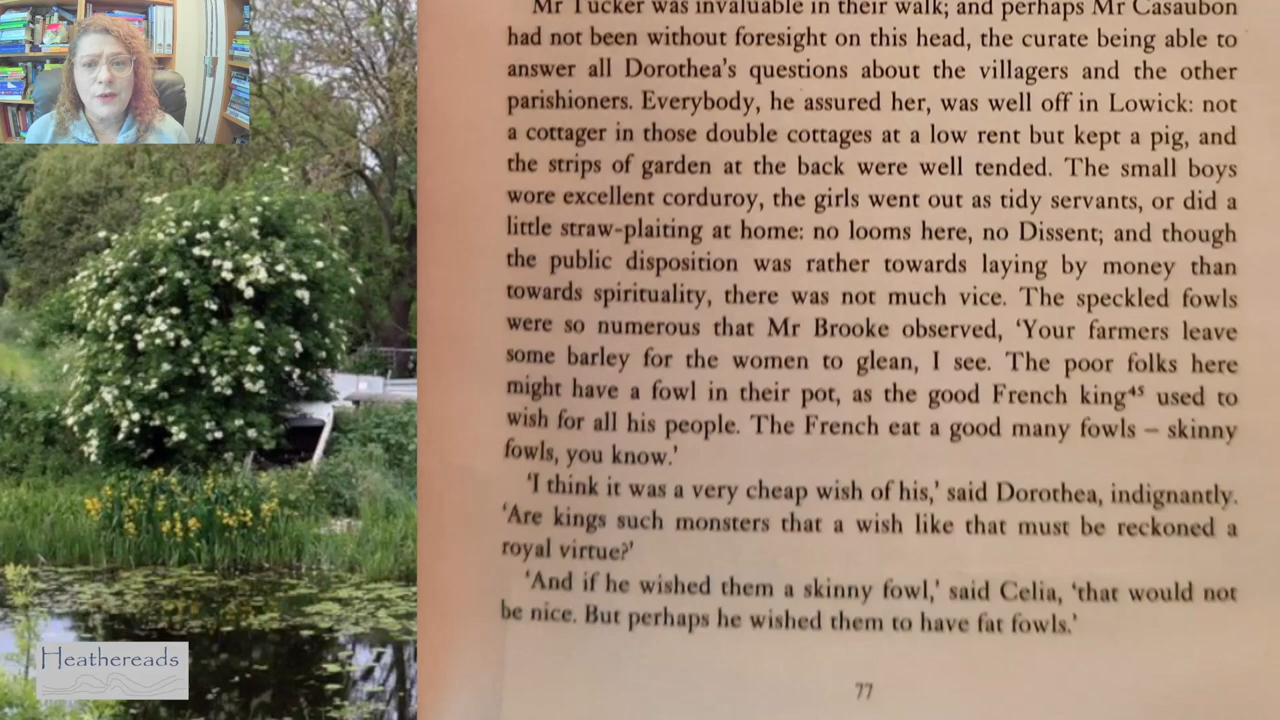 Mr Tucker was invaluable in their walk; and perhaps Mr Casaubon
had not been without foresight on this head, the curate being able to
answer all Dorothea's questions about the villagers and the other
parishioners. Everybody, he assured her, was well off in Lowick: not
a cottager in those double cottages at a low rent but kept a pig, and
the strips of garden at the back were well tended. The small boys
wore excellent corduroy, the girls went out as tidy servants, or did a
little straw-plaiting at home: no looms here, no Dissent; and though
the public disposition was rather towards laying by money than
towards spirituality, there was not much vice. The speckled fowls
were so numerous that Mr Brooke observed, ‘Your farmers leave
some barley for the women to glean, I see. The poor folks here
might have a fowl in their pot, as the good French king⁴⁵ used to
wish for all his people. The French eat a good many fowls – skinny
fowls, you know.’
‘I think it was a very cheap wish of his,’ said Dorothea, indignantly.
‘Are kings such monsters that a wish like that must be reckoned a
royal virtue?’
‘And if he wished them a skinny fowl,’ said Celia, ‘that would not
be nice. But perhaps he wished them to have fat fowls.’
77
Heathereads